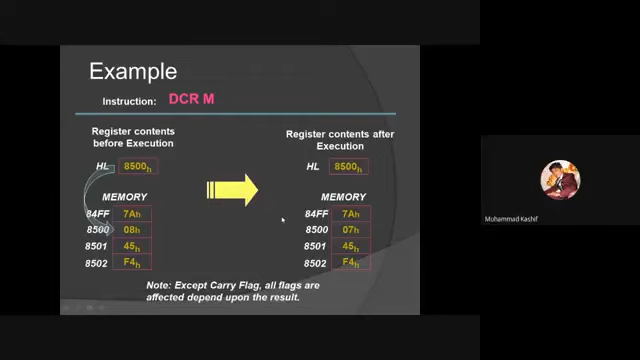 Example
Instruction: DCR M
Register contents before Execution
HL 8500h
MEMORY
84FF 7Ah
8500 08h
8501 45h
8502 F4h
Register contents after Execution
HL 8500h
MEMORY
84FF 7Ah
8500 07h
8501 45h
8502 F4h
Note: Except Carry Flag, all flags are
affected depend upon the result.
Muhammad Kashif